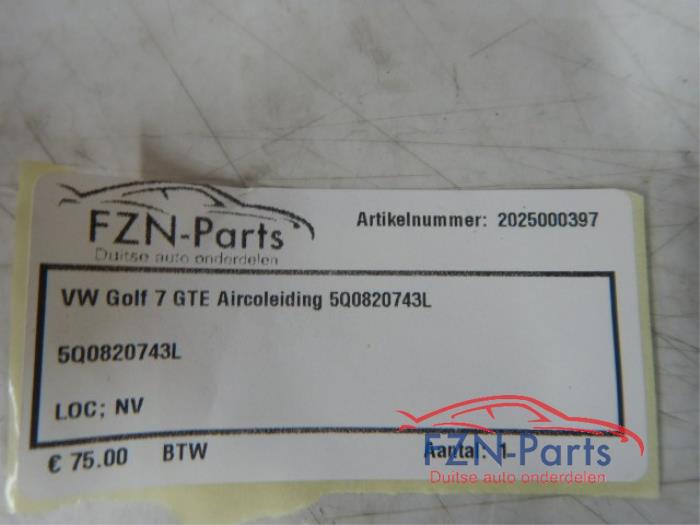 FZN-Parts
Duitse auto onderdelen
Artikelnummer: 2025000397
VW Golf 7 GTE Aircoleiding 5Q0820743L
5Q0820743L
LOC; NV
€ 75.00 BTW Aantal: 1
FZN-Parts
Duitse auto onderdelen